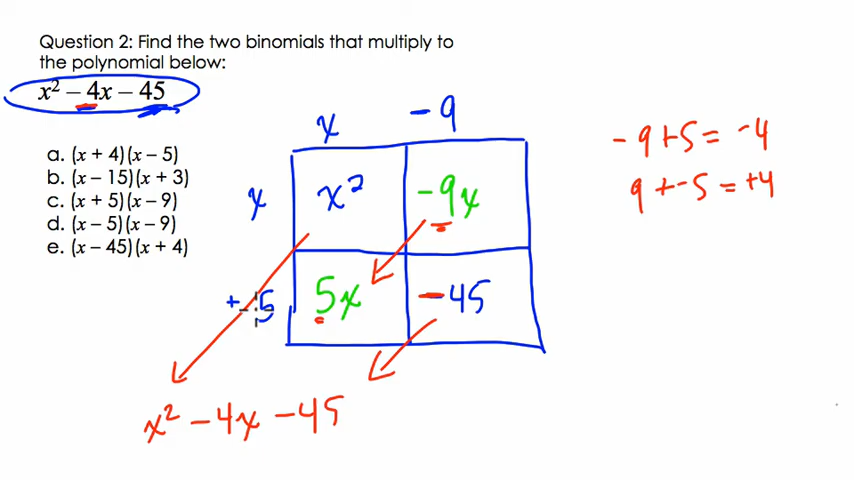 Question 2: Find the two binomials that multiply to
the polynomial below:
x² – 4x – 45
a. (x + 4)(x – 5)
b. (x – 15)(x + 3)
c. (x + 5)(x – 9)
d. (x – 5)(x – 9)
e. (x – 45)(x + 4)
x -9
x x² -9x
+5 5x -45
x² - 4x - 45
-9+5 = -4
9 + -5 = +4